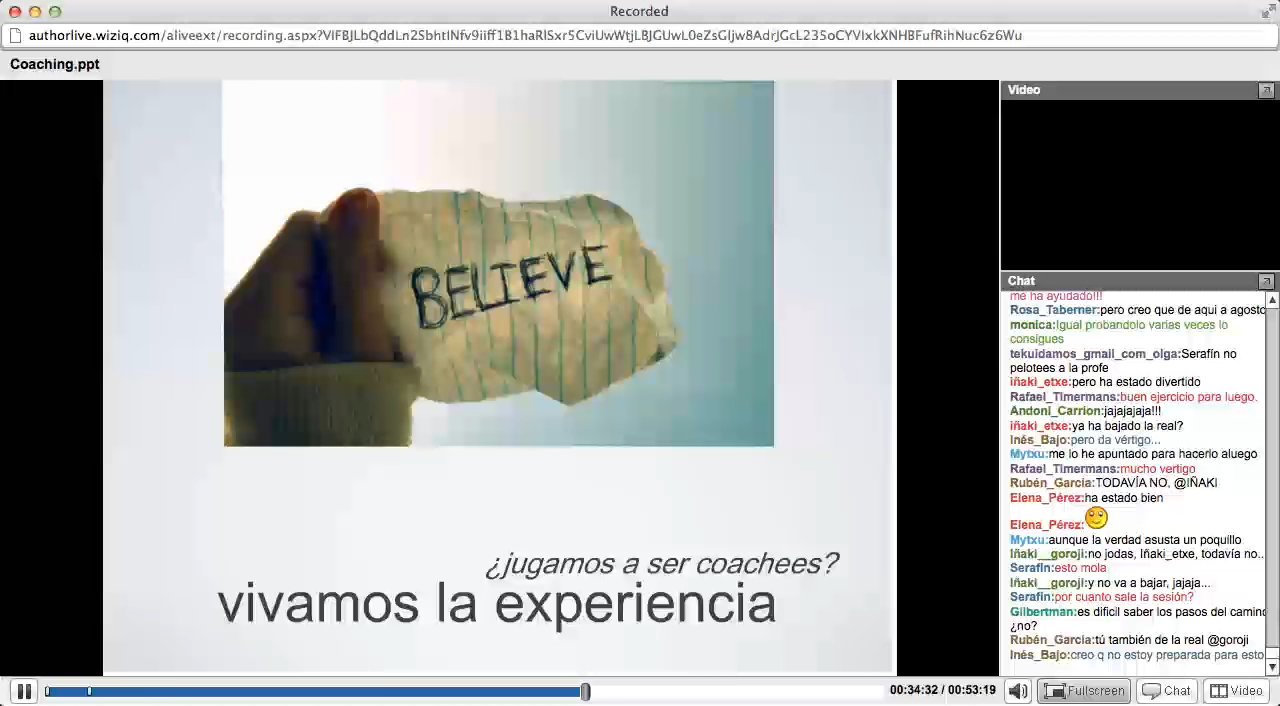 Recorded
authorlive.wiziq.com/aliveext/recording.aspx?
Coaching.ppt
BELIEVE
¿jugamos a ser coachees?
vivamos la experiencia
Video
Chat
me ha ayudado!!!
Rosa_Taberner:pero creo que de aqui a agosto
monica:Igual probandolo varias veces lo
consigues
tekuidamos_gmail_com_olga:Serafín no
pelotees a la profe
iñaki_etxe:pero ha estado divertido
Rafael_Timermans:buen ejercicio para luego.
Andoni_Carrion:jajajajaja!!!
iñaki_etxe:ya ha bajado la real?
Inés_Bajo:pero da vértigo...
Mytxu:me lo he apuntado para hacerlo aluego
Rafael_Timermans:mucho vertigo
Rubén_Garcia:TODAVÍA NO, @IÑAKI
Elena_Pérez:ha estado bien
Elena_Pérez:
Mytxu:aunque la verdad asusta un poquillo
Iñaki__goroji:no jodas, Iñaki_etxe, todavía no..
Serafin:esto mola
Iñaki__goroji:y no va a bajar, jajaja...
Serafin:por cuanto sale la sesión?
Gilbertman:es dificil saber los pasos del camino
¿no?
Rubén_Garcia:tú también de la real @goroji
Inés_Bajo:creo q no estoy preparada para esto
00:34:32 / 00:53:19
Fullscreen
Chat
Video